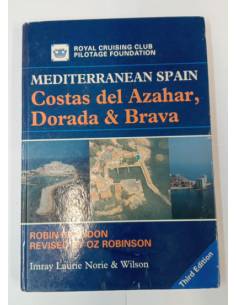 ROYAL CRUISING CLUB
PILOTAGE FOUNDATION
MEDITERRANEAN SPAIN
Costas del Azahar,
Dorada & Brava
ROBIN
REVISED BY OZ ROBINSON
Imray Laurie Norie & Wilson
Third Edition